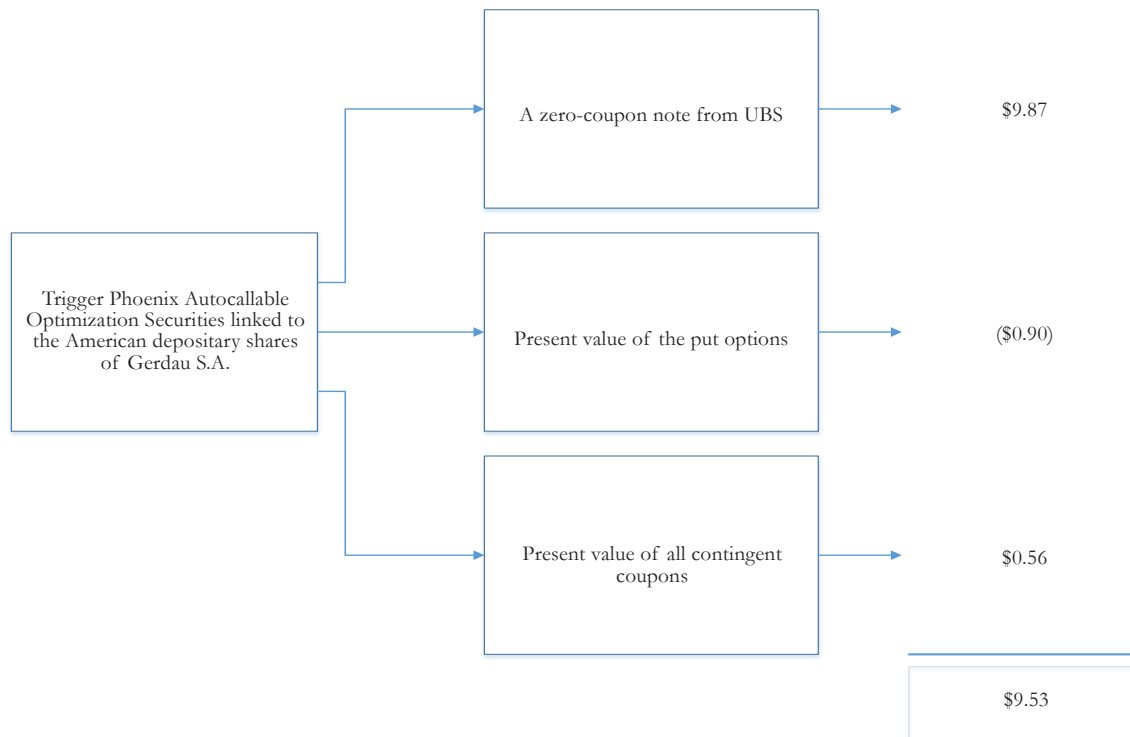 A zero-coupon note from UBS
$9.87
Trigger Phoenix Autocallable
Optimization Securities linked to
the American depositary shares
of Gerdau S.A.
Present value of the put options
($0.90)
Present value of all contingent
coupons
$0.56
$9.53